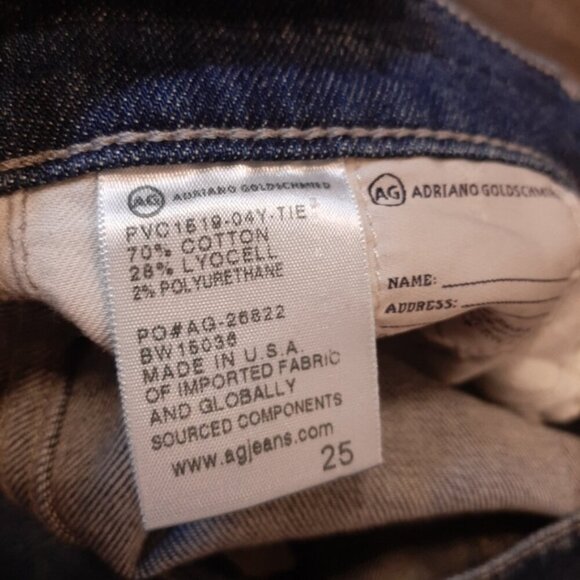 AG ADRIANO GOLDSCHMIED
PVC1519-04Y-TIE
70% COTTON
28% LYOCELL
2% POLYURETHANE
PO#AG-26822
BW15036
MADE IN U.S.A
OF IMPORTED FABRIC
AND GLOBALLY
SOURCED COMPONENTS
www.agjeans.com
25
AG ADRIANO GOLDSCHMIED
NAME:
ADDRESS: